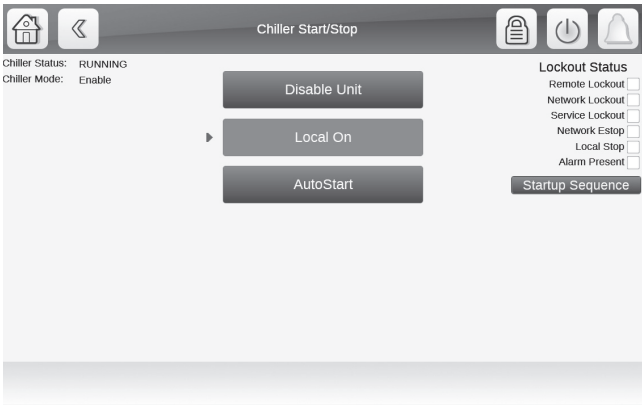 Chiller Start/Stop
Chiller Status: RUNNING
Chiller Mode: Enable
Disable Unit
Local On
AutoStart
Lockout Status
Remote Lockout
Network Lockout
Service Lockout
Network Estop
Local Stop
Alarm Present
Startup Sequence